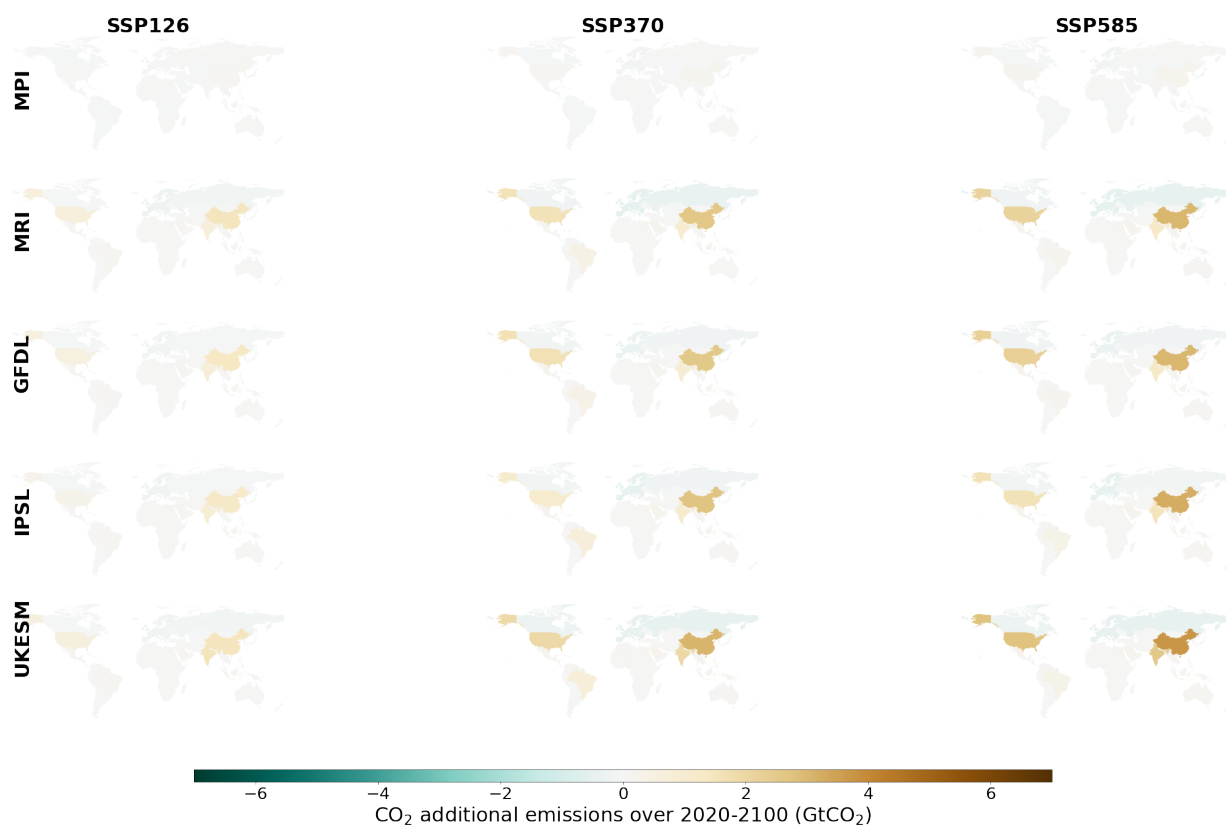 SSP126 SSP370 SSP585
MPI
MRI
GFDL
IPSL
UKESM
−6 −4 −2 0 2 4 6
CO₂ additional emissions over 2020-2100 (GtCO₂)